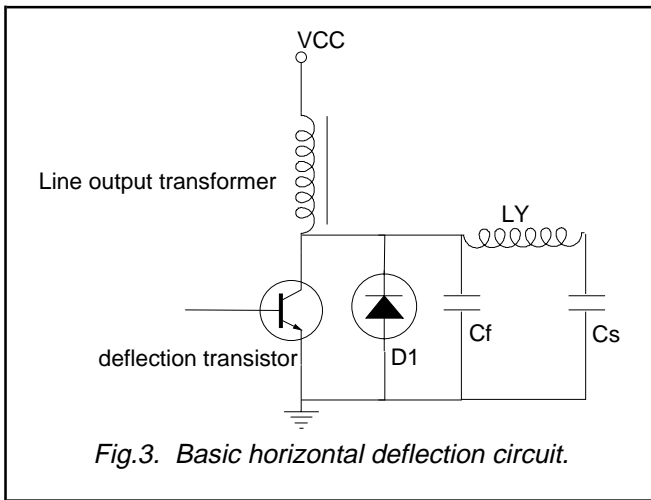 VCC
Line output transformer
LY
deflection transistor
D1
Cf
Cs
Fig.3. Basic horizontal deflection circuit.